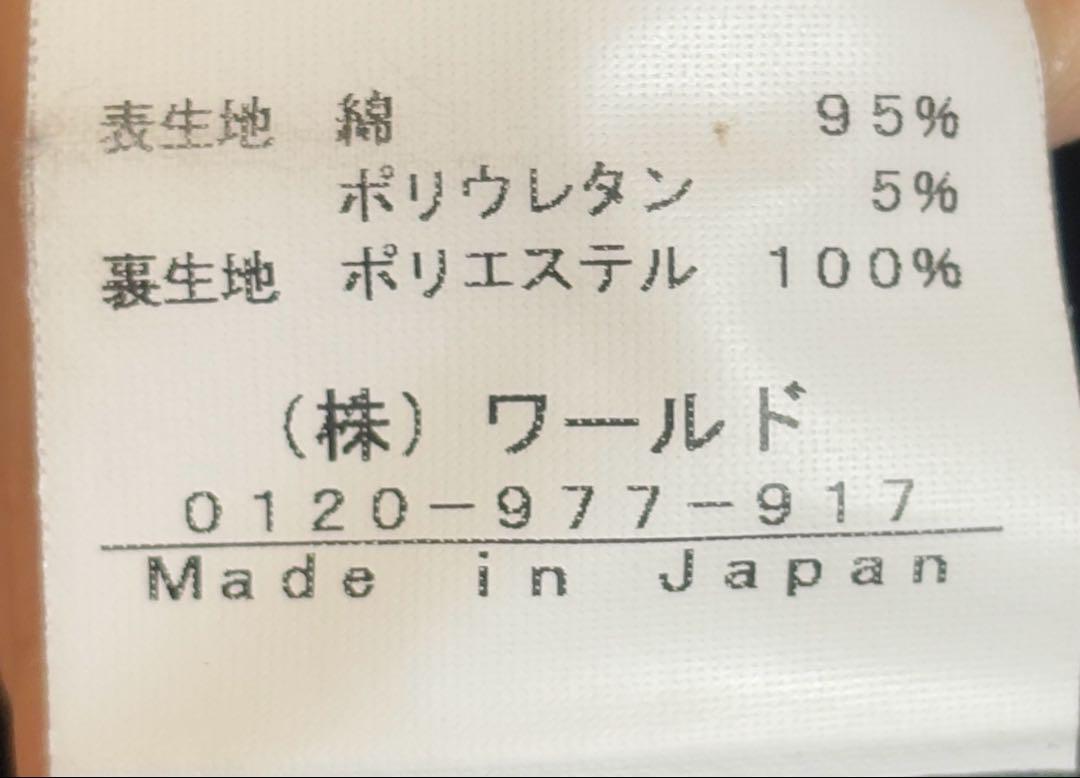 表生地 綿 95%
ポリウレタン 5%
裏生地 ポリエステル 100%
(株)ワールド
0120-977-917
Made in Japan